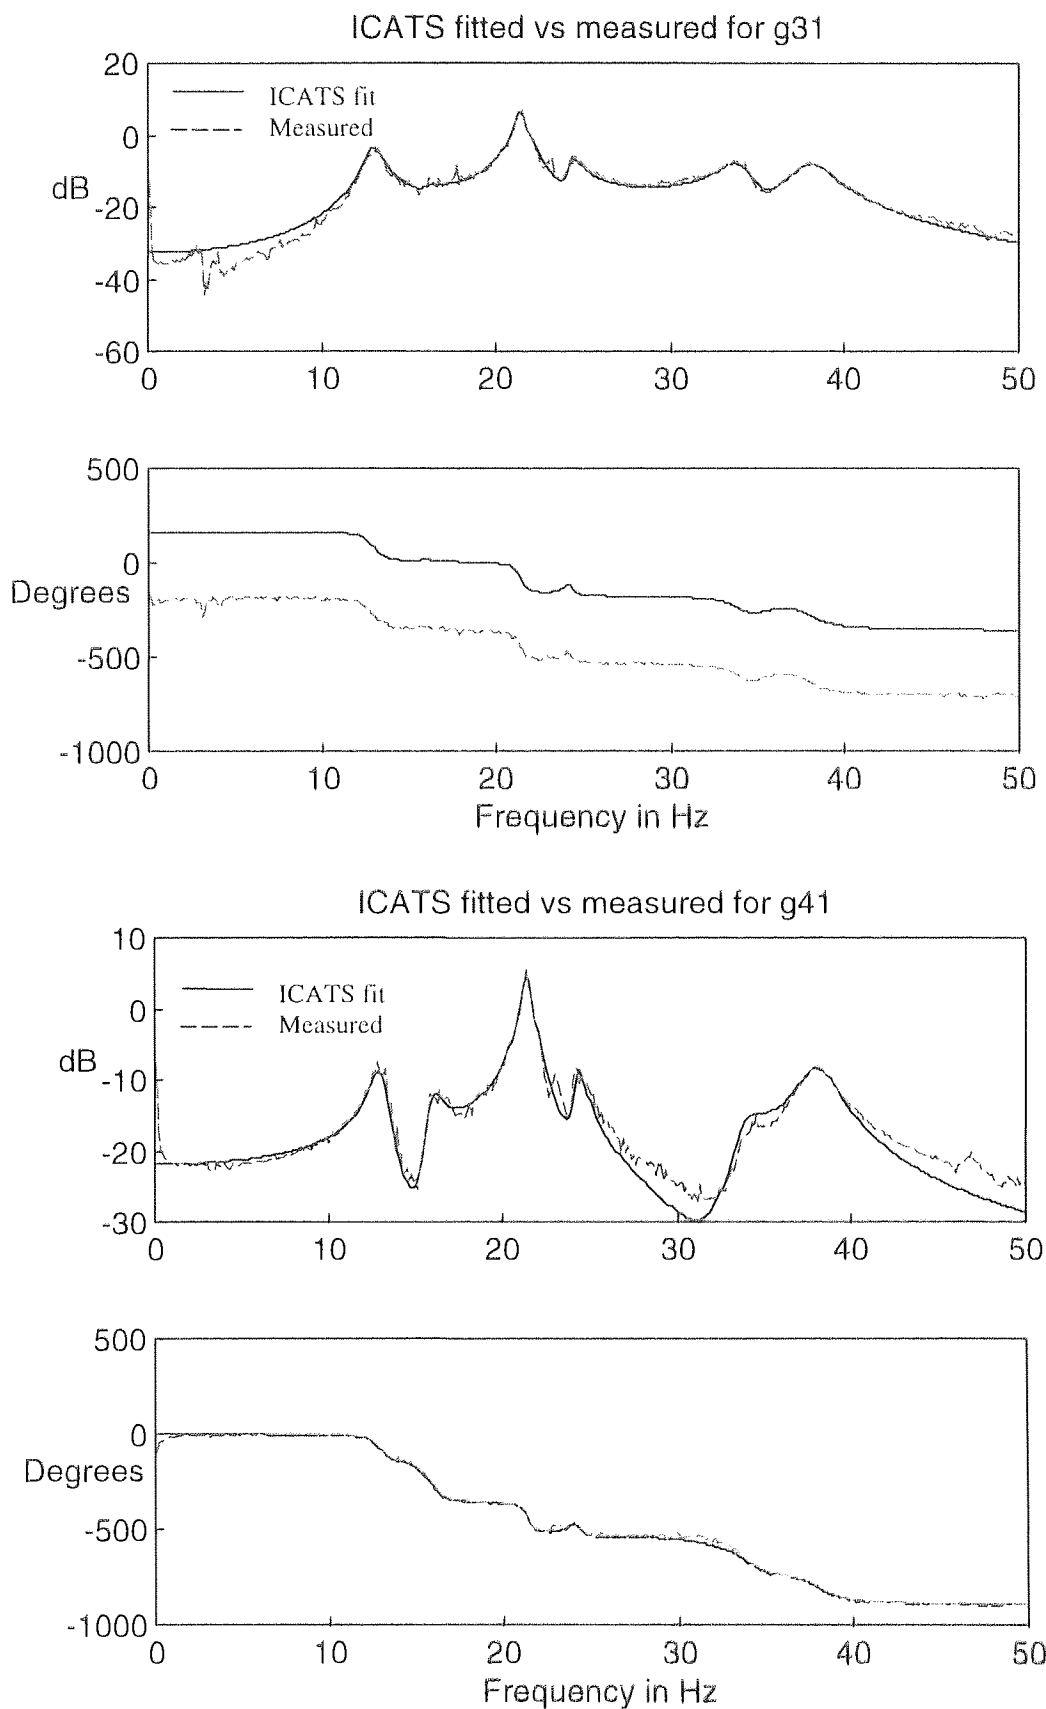 ICATS fitted vs measured for g31
20
0
-20
-40
-60
dB
ICATS fit
Measured
0 10 20 30 40 50
500
0
-500
-1000
Degrees
0 10 20 30 40 50
Frequency in Hz
ICATS fitted vs measured for g41
10
0
-10
-20
-30
dB
ICATS fit
Measured
0 10 20 30 40 50
500
0
-500
-1000
Degrees
0 10 20 30 40 50
Frequency in Hz